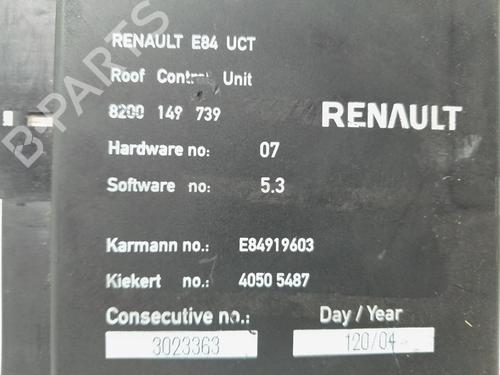 RENAULT E84 UCT
Roof Control Unit
8200 149 739
RENAULT
Hardware no: 07
Software no: 5.3
Karmann no.: E84919603
Kiekert no.: 4050 5487
Consecutive no.: Day / Year
3023363 120/04
B-PARTS